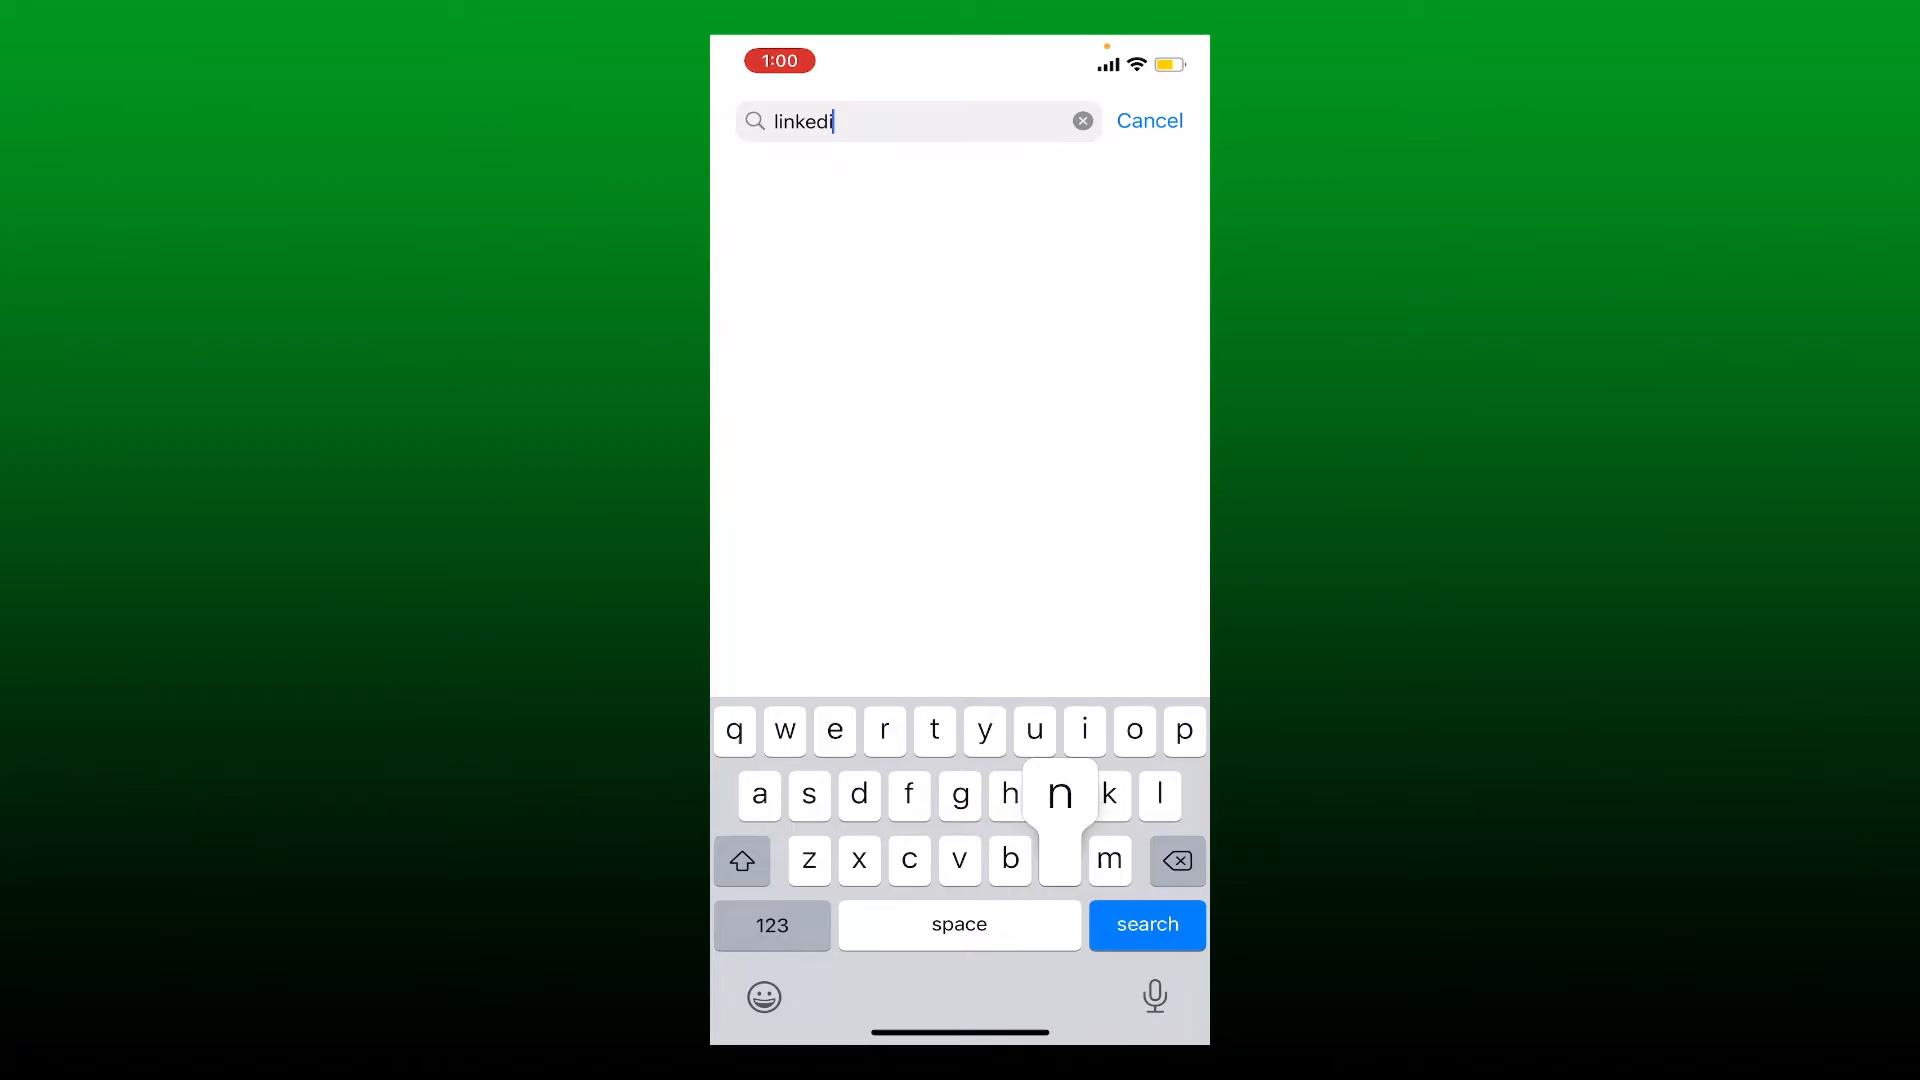 1:00
linkedi
Cancel
q w e r t y u i o p
a s d f g h n k l
z x c v b m
123 space search